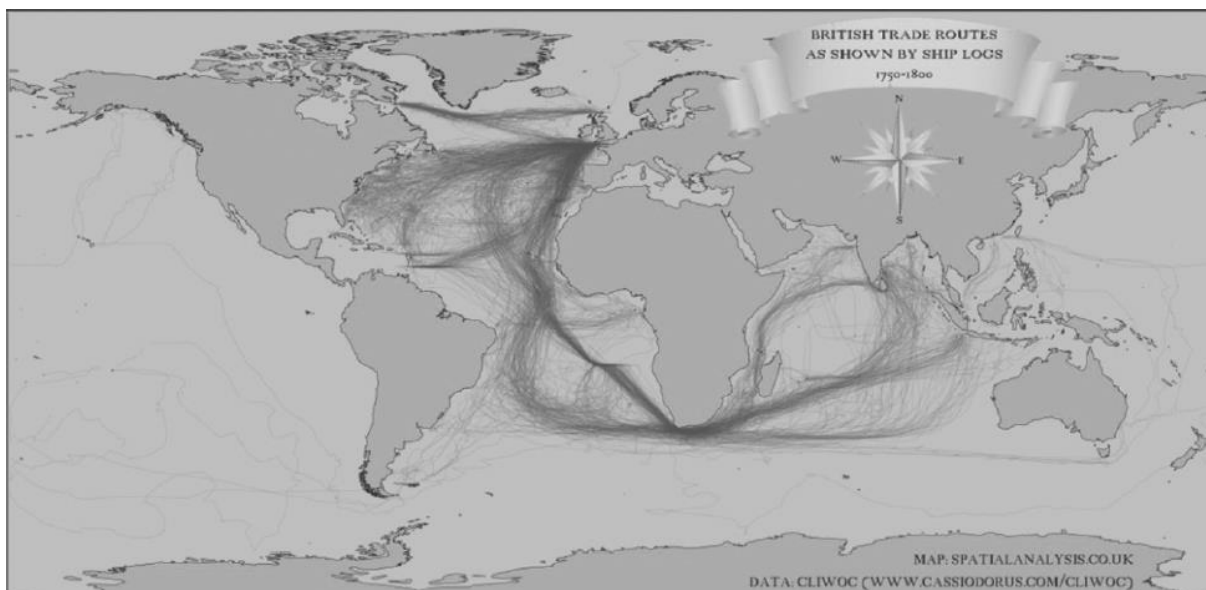 BRITISH TRADE ROUTES
AS SHOWN BY SHIP LOGS
1750-1800
N
W E
S
MAP: SPATIALANALYSIS.CO.UK
DATA: CLIWOC (WWW.CASSIODORUS.COM/CLIWOC)